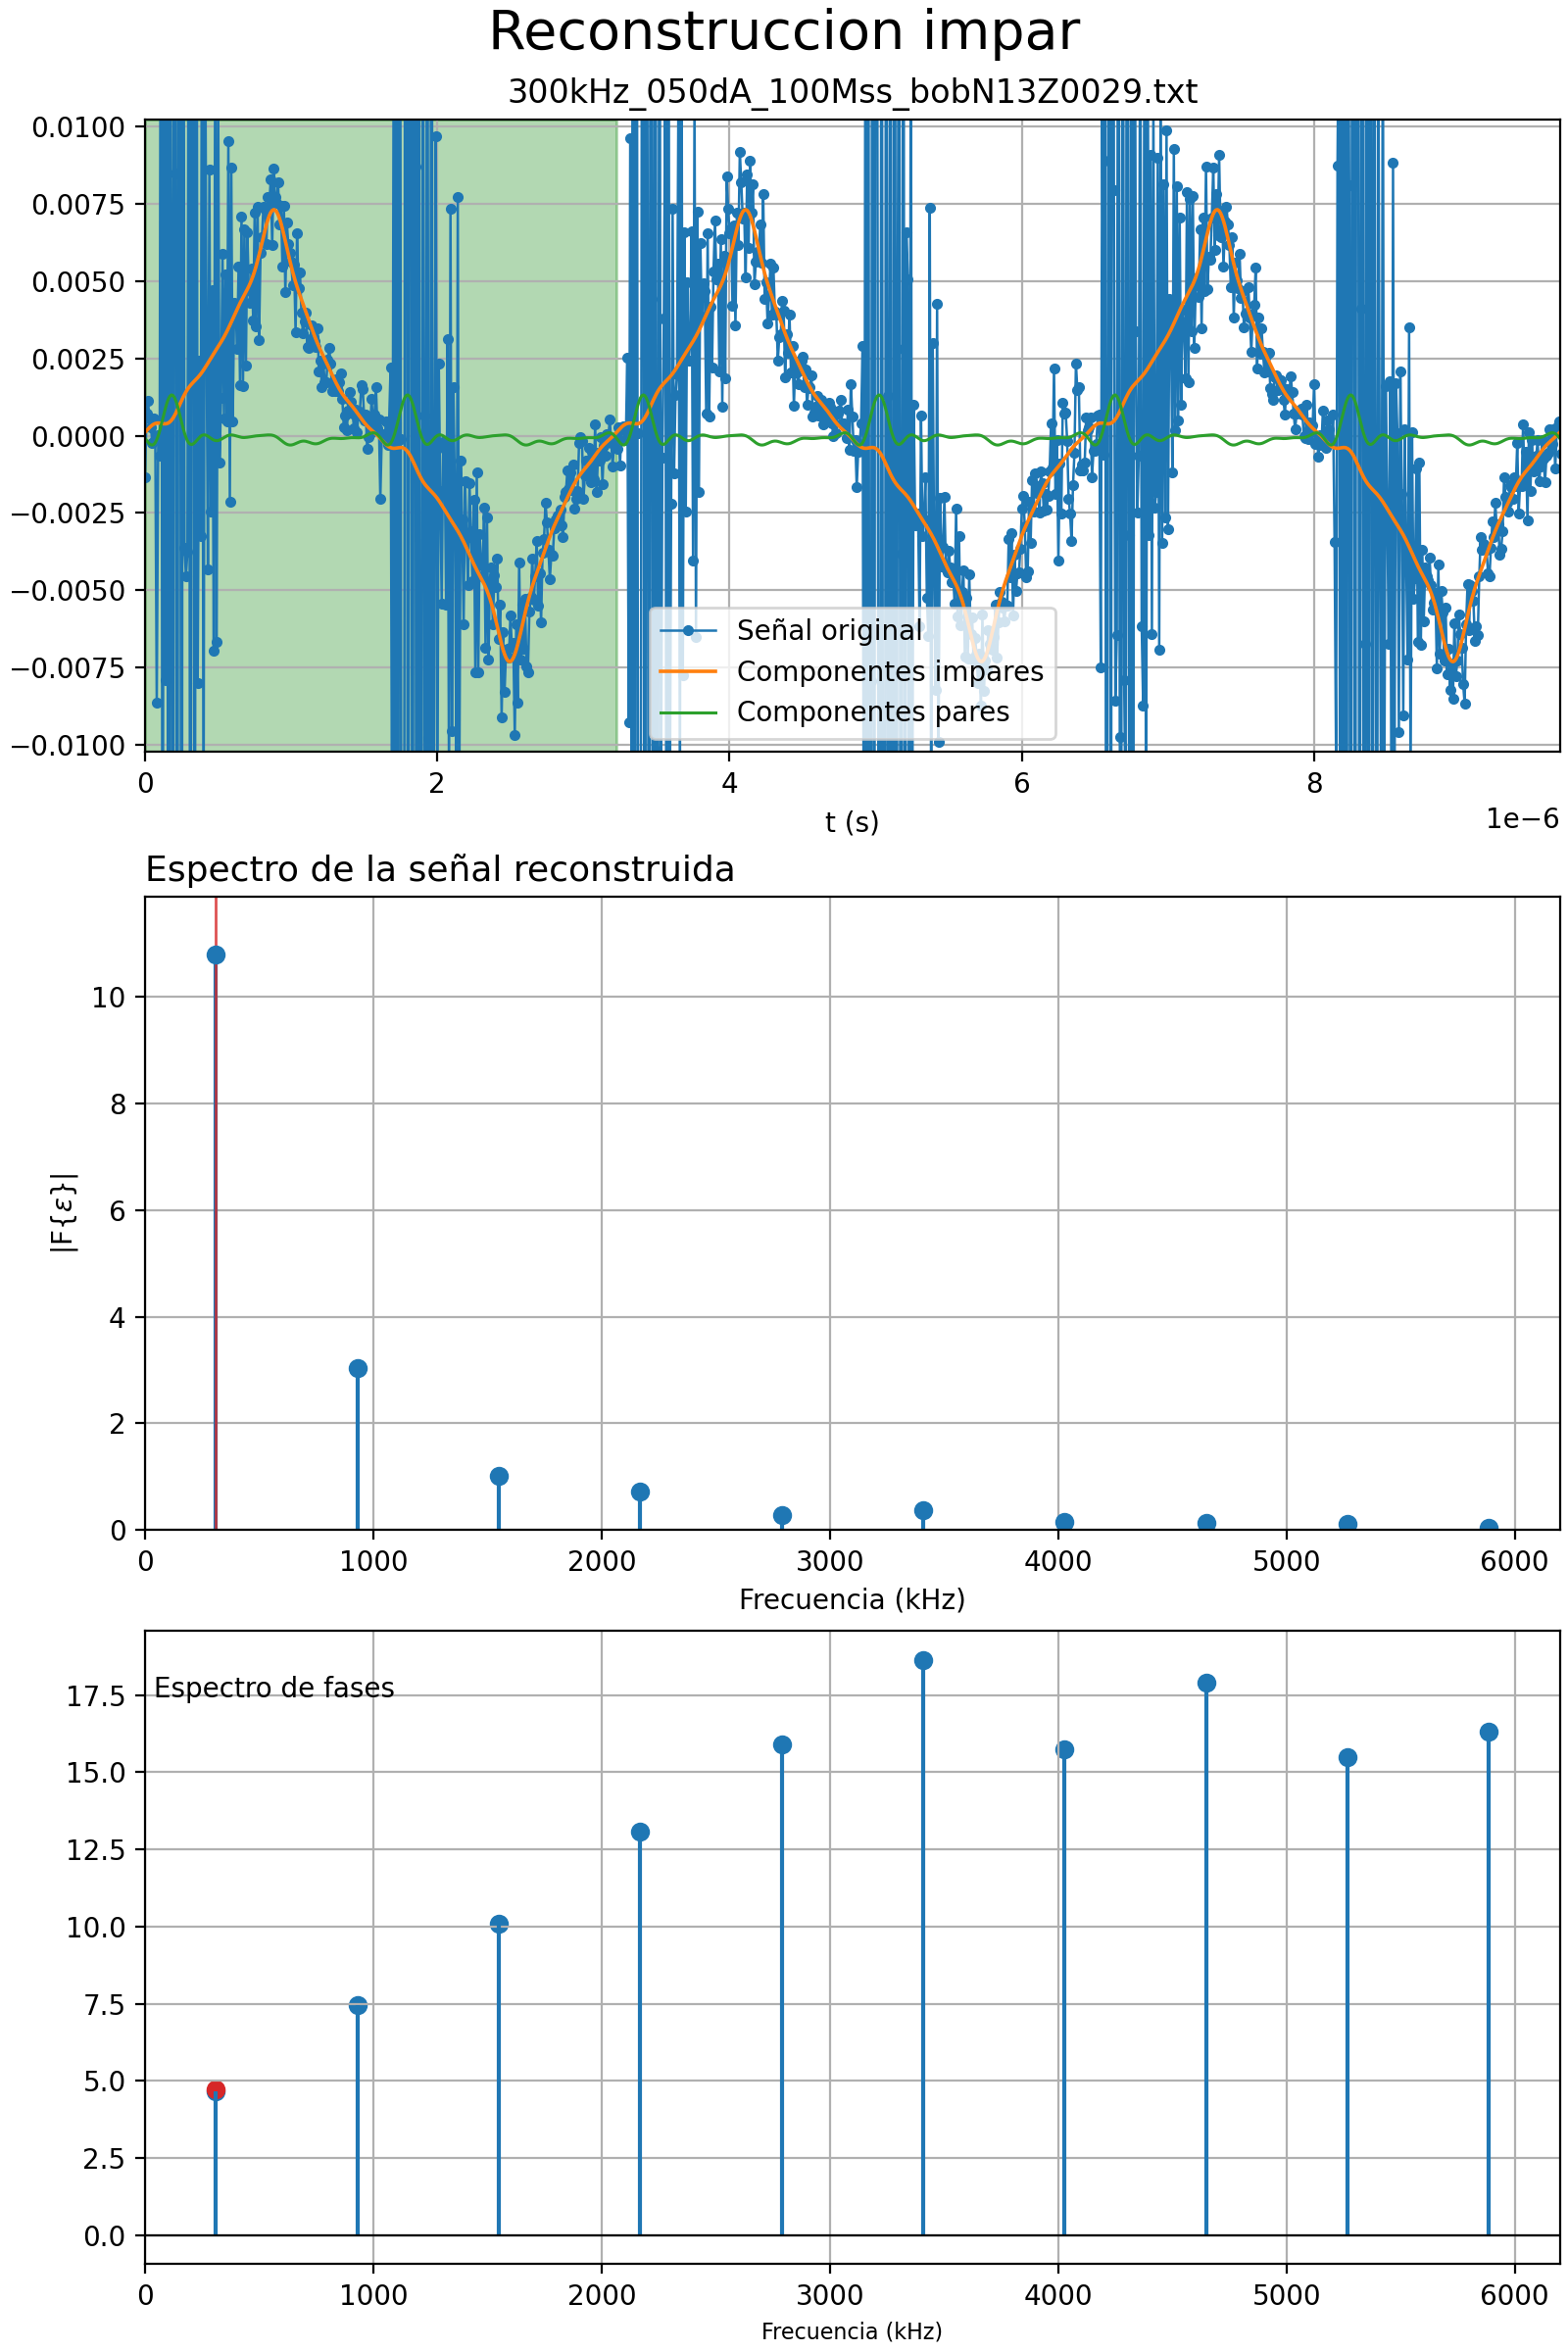 Reconstruccion impar
300kHz_050dA_100Mss_bobN13Z0029.txt
0.0100
0.0075
0.0050
0.0025
0.0000
−0.0025
−0.0050
−0.0075
−0.0100
Señal original
Componentes impares
Componentes pares
0 2 4 6 8
t (s)
1e−6
Espectro de la señal reconstruida
10
8
6
4
2
0
|F{ε}|
0 1000 2000 3000 4000 5000 6000
Frecuencia (kHz)
Espectro de fases
17.5
15.0
12.5
10.0
7.5
5.0
2.5
0.0
0 1000 2000 3000 4000 5000 6000
Frecuencia (kHz)